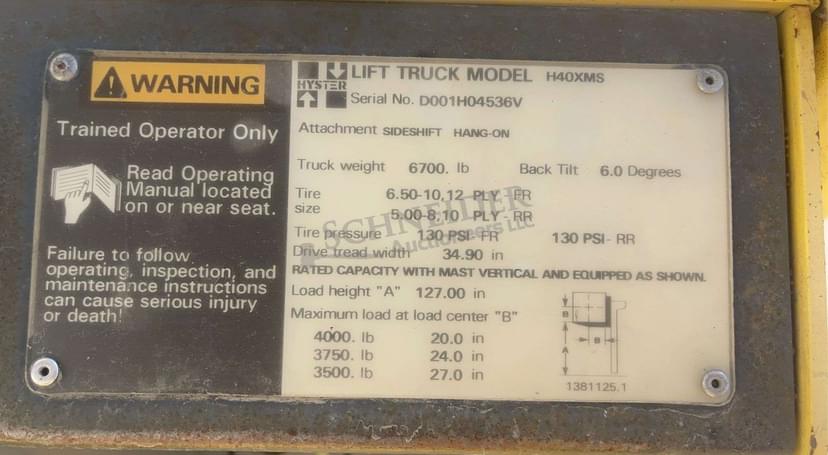 WARNING
Trained Operator Only
Read Operating
Manual located
on or near seat.
Failure to follow
operating, inspection, and
maintenance instructions
can cause serious injury
or death!
HYSTER
LIFT TRUCK MODEL H40XMS
Serial No. D001H04536V
Attachment SIDESHIFT HANG-ON
Truck weight 6700. lb Back Tilt 6.0 Degrees
Tire size 6.50-10,12 PLY - FR
5.00-8,10 PLY - RR
Tire pressure 130 PSI - FR 130 PSI - RR
Drive tread width 34.90 in
RATED CAPACITY WITH MAST VERTICAL AND EQUIPPED AS SHOWN.
Load height "A" 127.00 in
Maximum load at load center "B"
4000. lb 20.0 in
3750. lb 24.0 in
3500. lb 27.0 in
B
B
A
1381125.1
SCHNEIDER
Auctioneers LLC